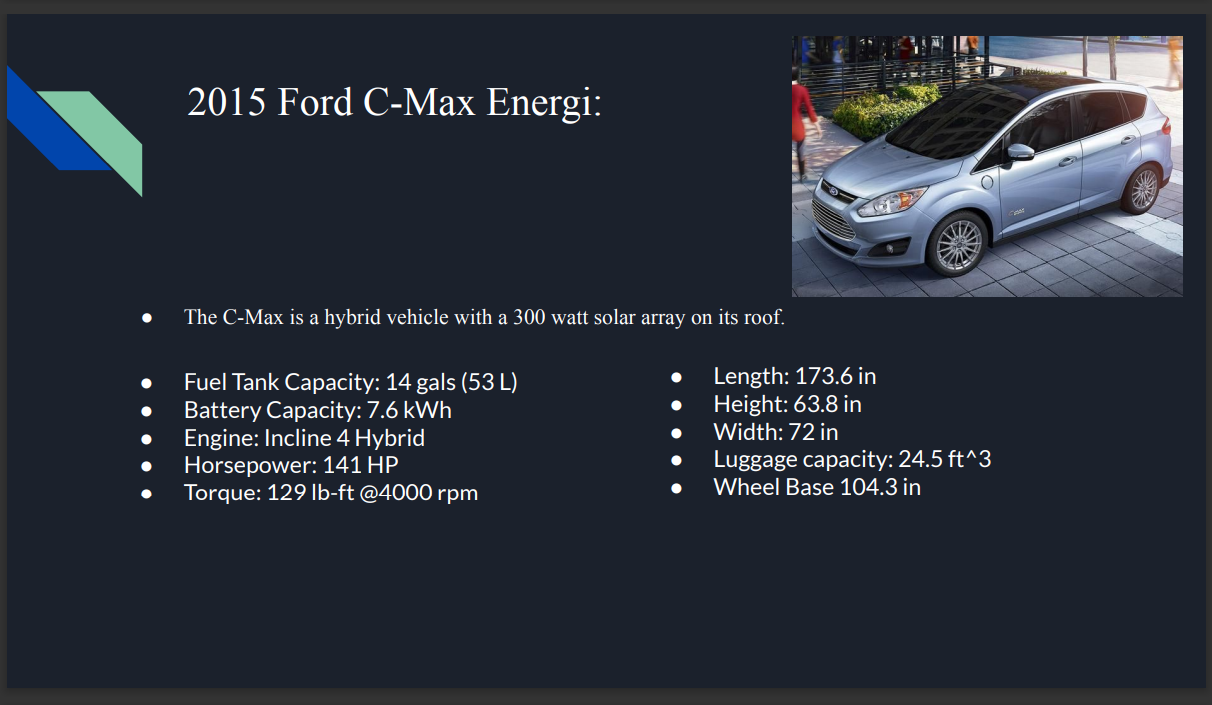 2015 Ford C-Max Energi:
The C-Max is a hybrid vehicle with a 300 watt solar array on its roof.
Fuel Tank Capacity: 14 gals (53 L)
Battery Capacity: 7.6 kWh
Engine: Incline 4 Hybrid
Horsepower: 141 HP
Torque: 129 lb-ft @4000 rpm
Length: 173.6 in
Height: 63.8 in
Width: 72 in
Luggage capacity: 24.5 ft^3
Wheel Base 104.3 in